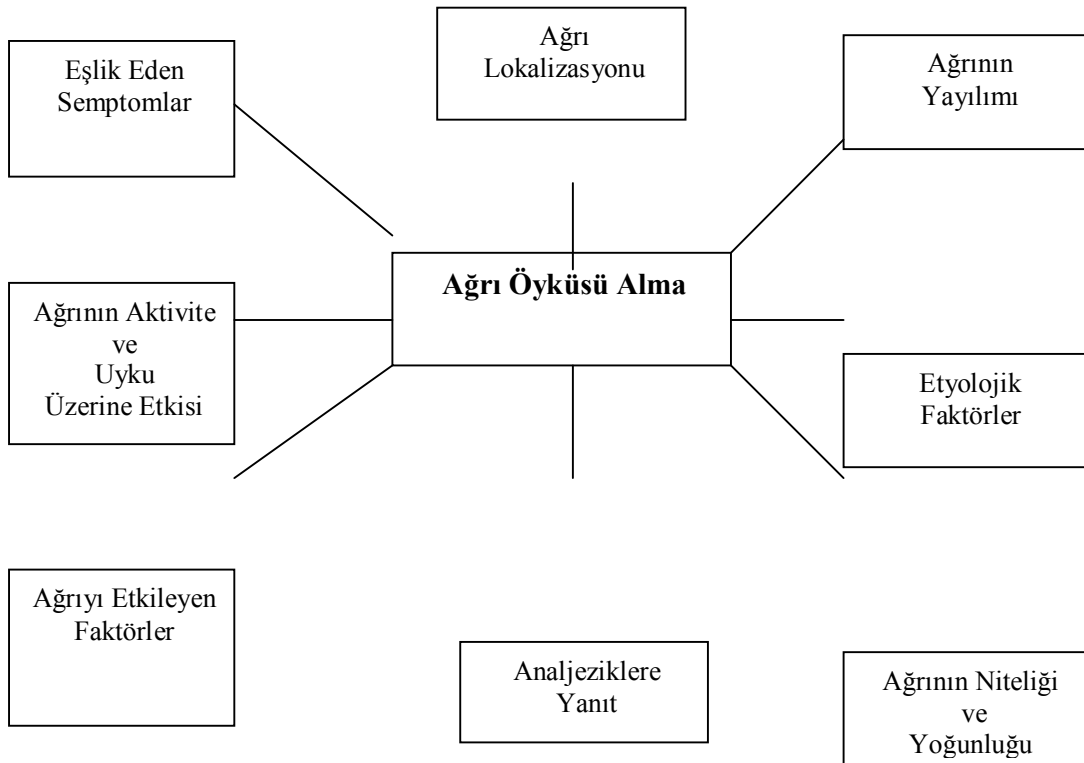 Ağrı
Lokalizasyonu
Eşlik Eden
Semptomlar
Ağrının
Yayılımı
Ağrı Öyküsü Alma
Ağrının Aktivite
ve
Uyku
Üzerine Etkisi
Etyolojik
Faktörler
Ağrıyı Etkileyen
Faktörler
Analjeziklere
Yanıt
Ağrının Niteliği
ve
Yoğunluğu